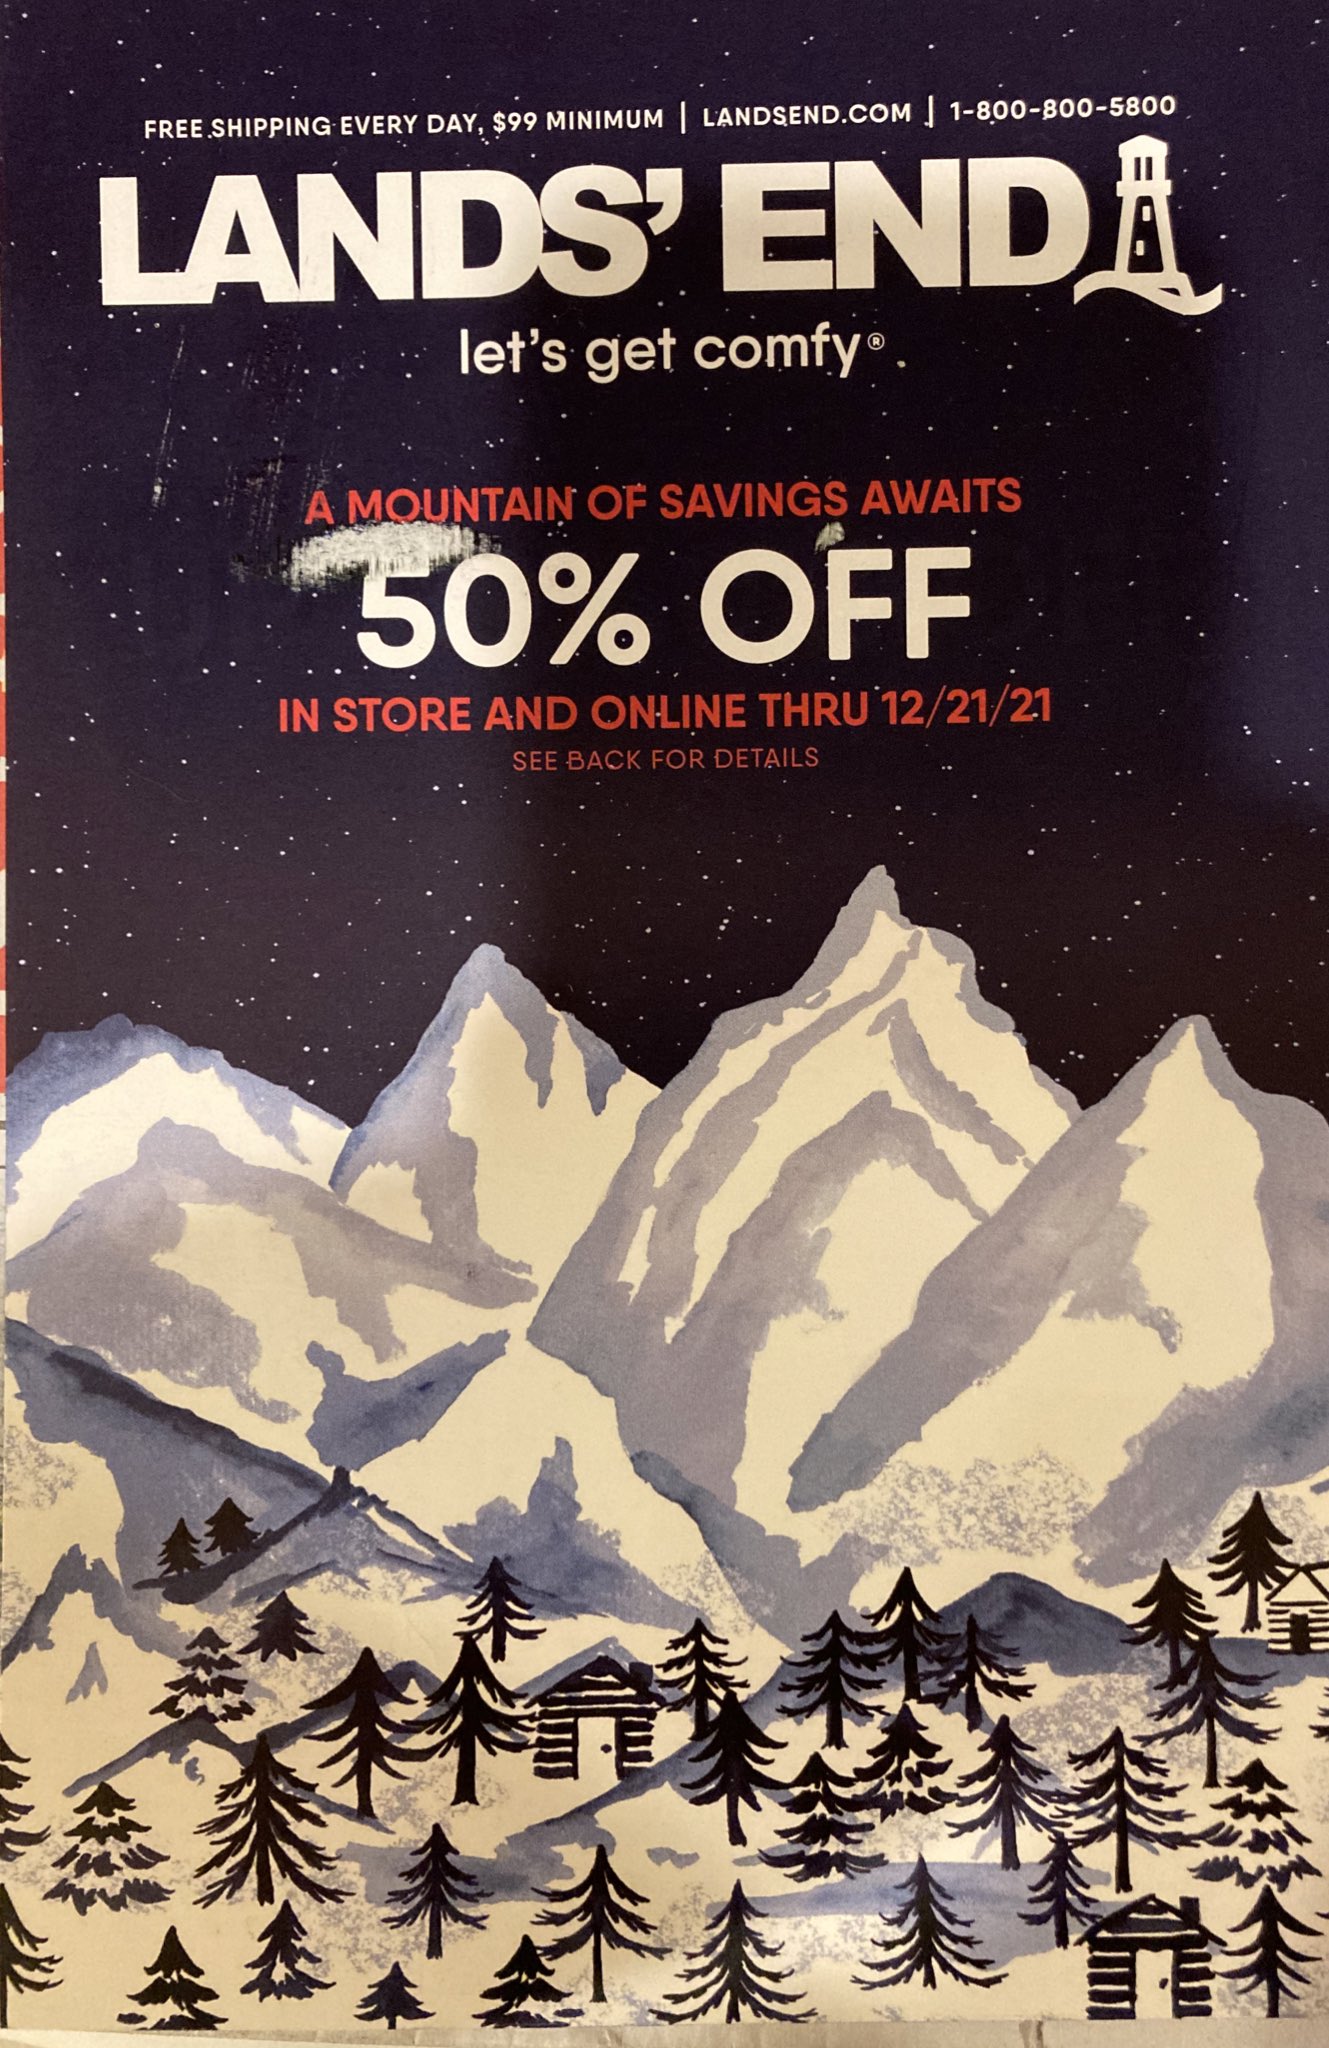 FREE SHIPPING EVERY DAY, $99 MINIMUM | LANDSEND.COM | 1-800-800-5800
LANDS' END
let's get comfy®
A MOUNTAIN OF SAVINGS AWAITS
50% OFF
IN STORE AND ONLINE THRU 12/21/21
SEE BACK FOR DETAILS